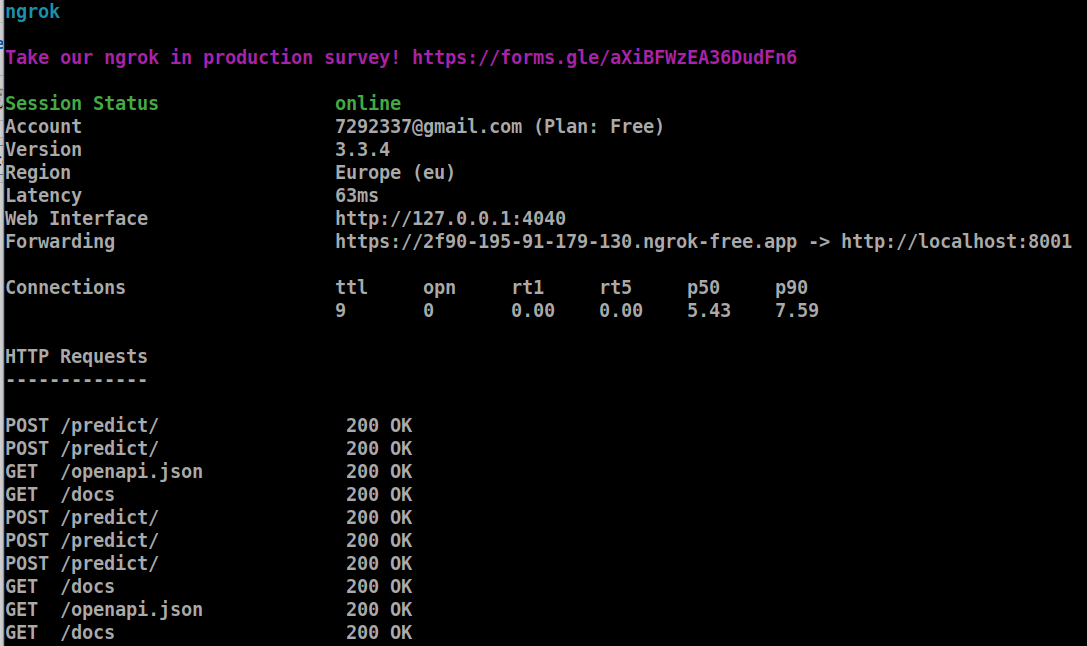 ngrok
Take our ngrok in production survey! https://forms.gle/aXiBFWzEA36DudFn6
Session Status online
Account 7292337@gmail.com (Plan: Free)
Version 3.3.4
Region Europe (eu)
Latency 63ms
Web Interface http://127.0.0.1:4040
Forwarding https://2f90-195-91-179-130.ngrok-free.app -> http://localhost:8001
Connections ttl opn rt1 rt5 p50 p90
9 0 0.00 0.00 5.43 7.59
HTTP Requests
-------------
POST /predict/ 200 OK
POST /predict/ 200 OK
GET /openapi.json 200 OK
GET /docs 200 OK
POST /predict/ 200 OK
POST /predict/ 200 OK
POST /predict/ 200 OK
GET /docs 200 OK
GET /openapi.json 200 OK
GET /docs 200 OK